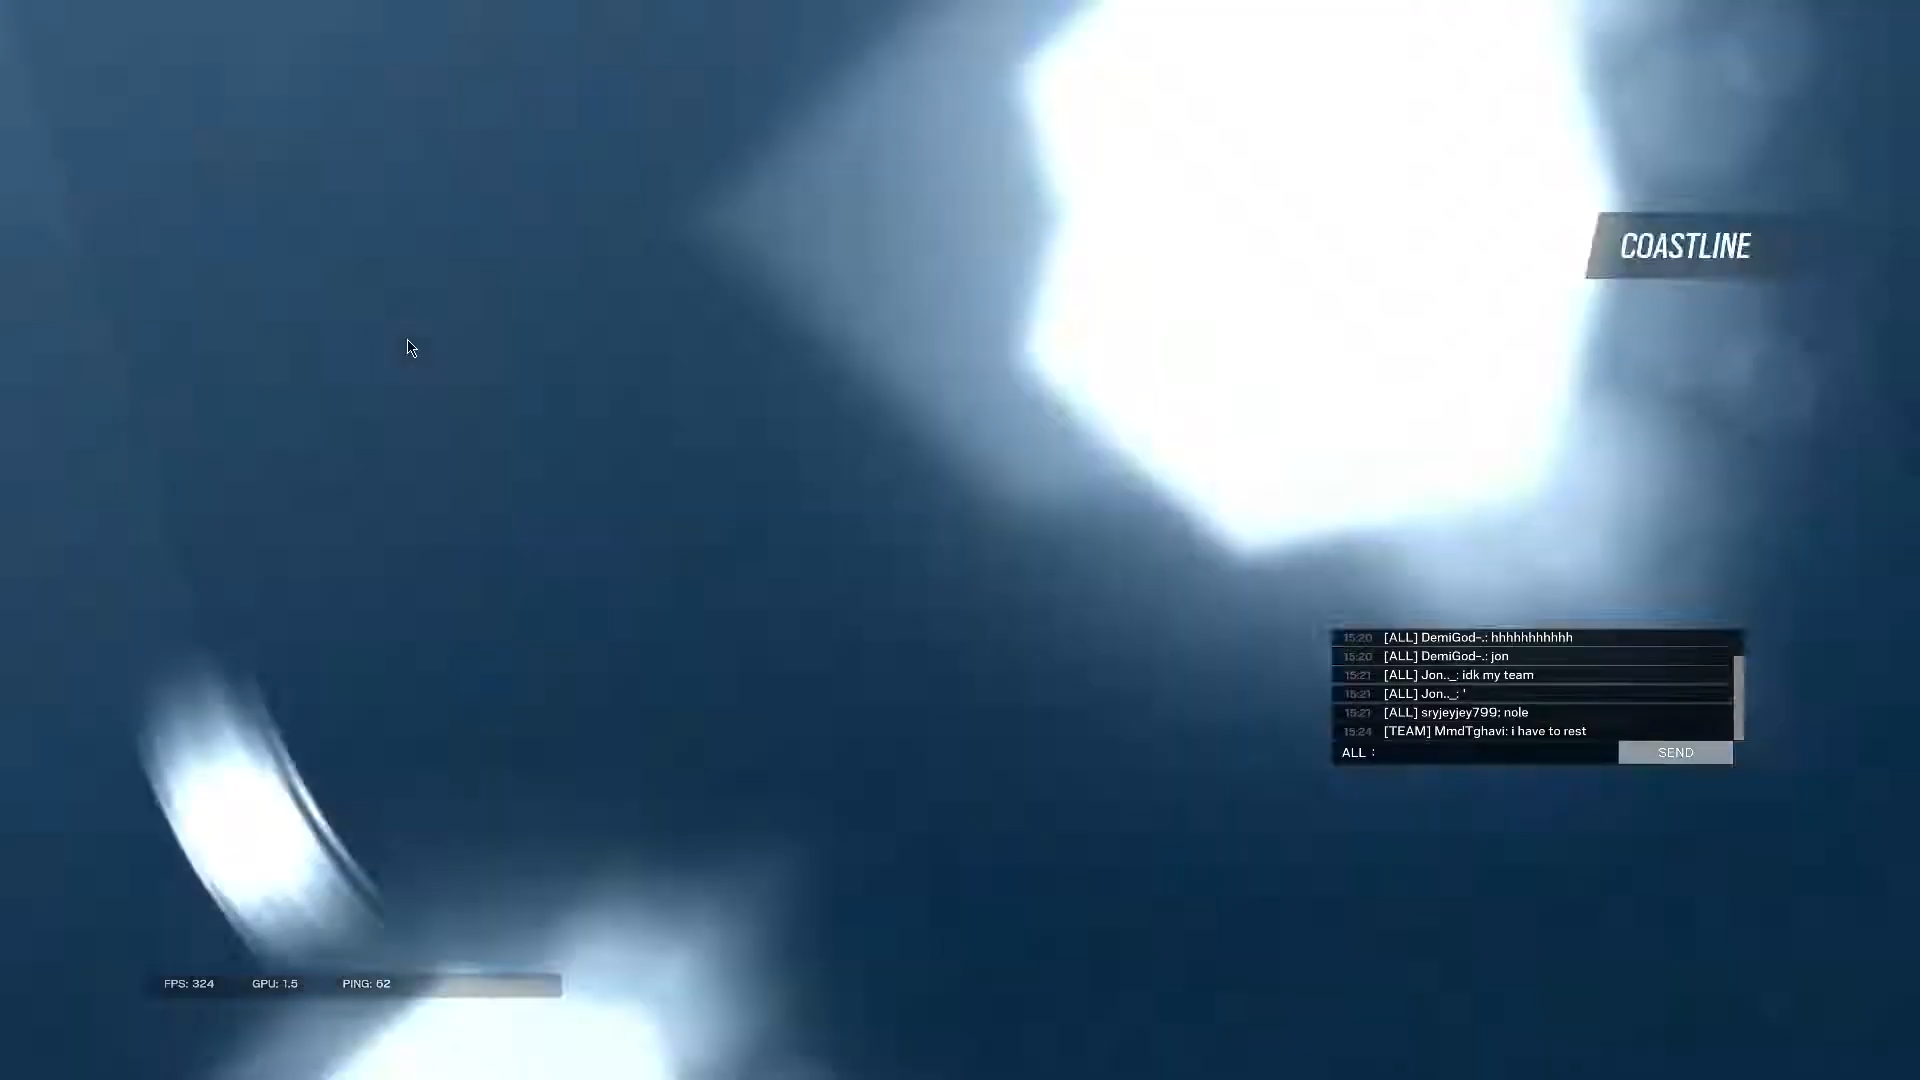 COASTLINE
15:20 [ALL] DemiGod-.: hhhhhhhhhhh
15:20 [ALL] DemiGod-.: jon
15:21 [ALL] Jon.._: idk my team
15:21 [ALL] Jon.._: '
15:21 [ALL] sryjeyjey799: nole
15:24 [TEAM] MmdTghavi: i have to rest
ALL : SEND
FPS: 324 GPU: 1.5 PING: 62